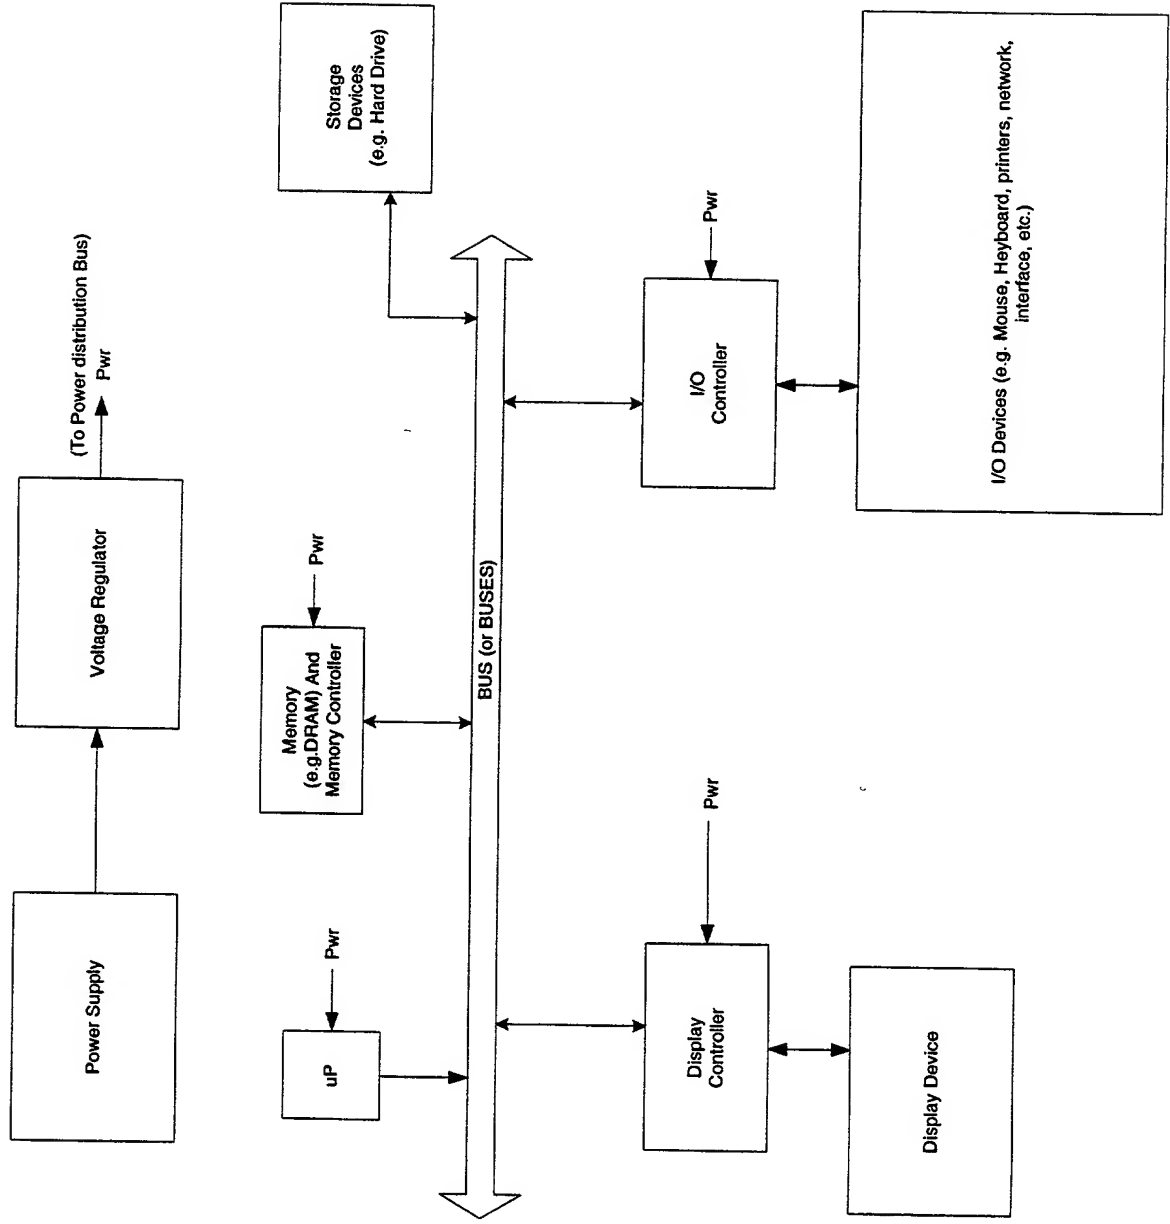 Power Supply
Voltage Regulator
(To Power distribution Bus)
Pwr
uP
Pwr
Memory
(e.g.DRAM) And
Memory Controller
Pwr
Storage
Devices
(e.g. Hard Drive)
BUS (or BUSES)
Display
Controller
Pwr
I/O
Controller
Pwr
Display Device
I/O Devices (e.g. Mouse, Heyboard, printers, network,
interface, etc.)